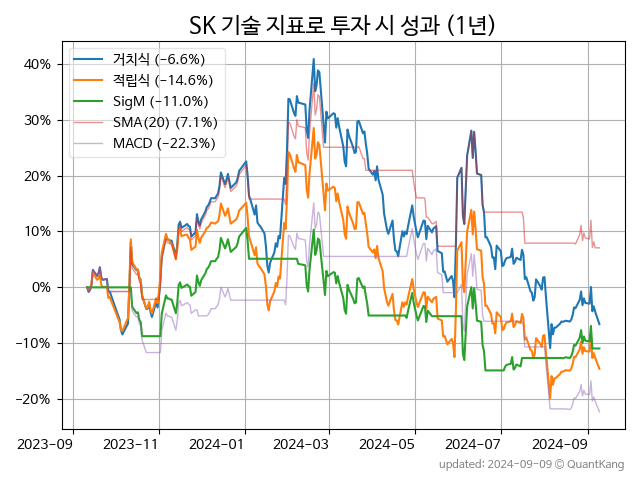 SK 기술 지표로 투자 시 성과 (1년)
거치식 (−6.6%)
적립식 (−14.6%)
SigM (−11.0%)
SMA(20) (7.1%)
MACD (−22.3%)
40%
30%
20%
10%
0%
−10%
−20%
2023-09 2023-11 2024-01 2024-03 2024-05 2024-07 2024-09
updated: 2024-09-09 © QuantKang